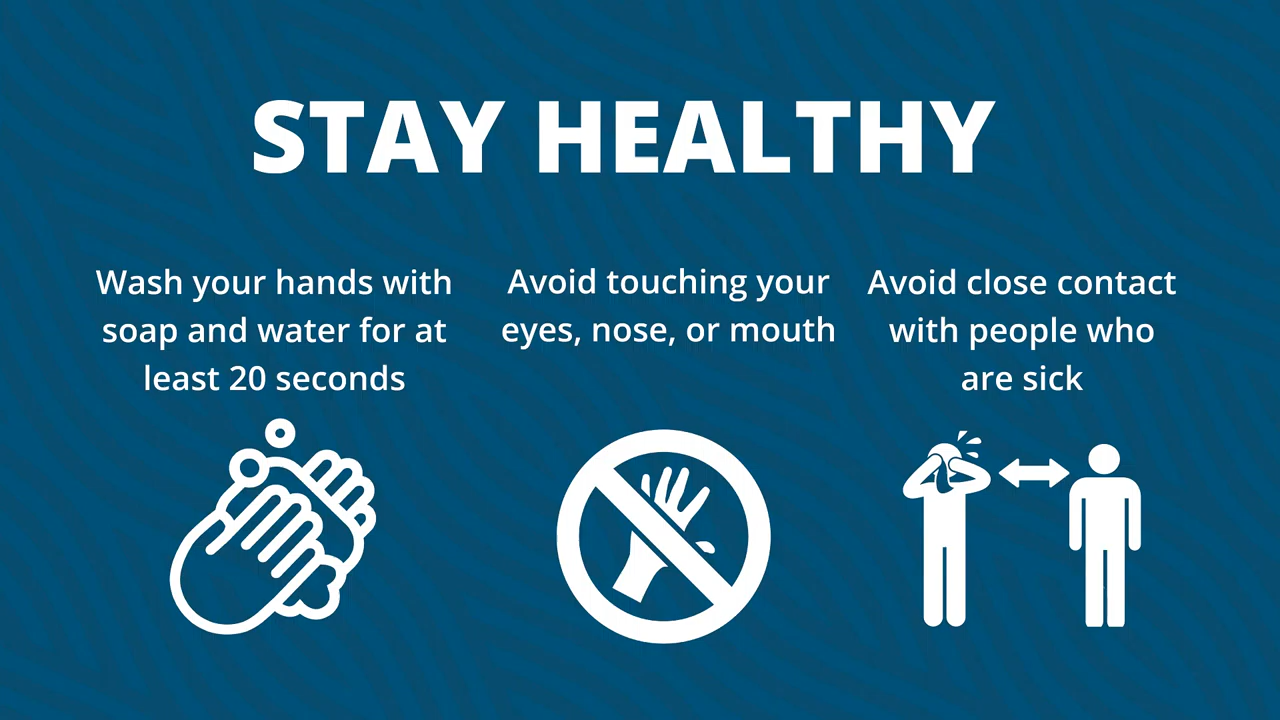 STAY HEALTHY
Wash your hands with
soap and water for at
least 20 seconds
Avoid touching your
eyes, nose, or mouth
Avoid close contact
with people who
are sick